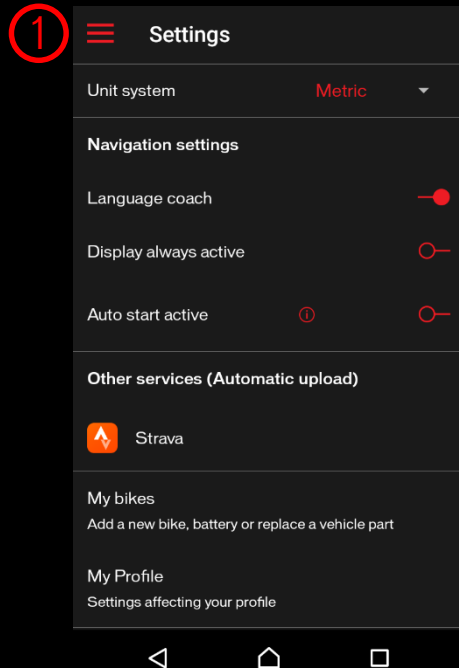 1
Settings
Unit system Metric
Navigation settings
Language coach
Display always active
Auto start active
Other services (Automatic upload)
Strava
My bikes
Add a new bike, battery or replace a vehicle part
My Profile
Settings affecting your profile